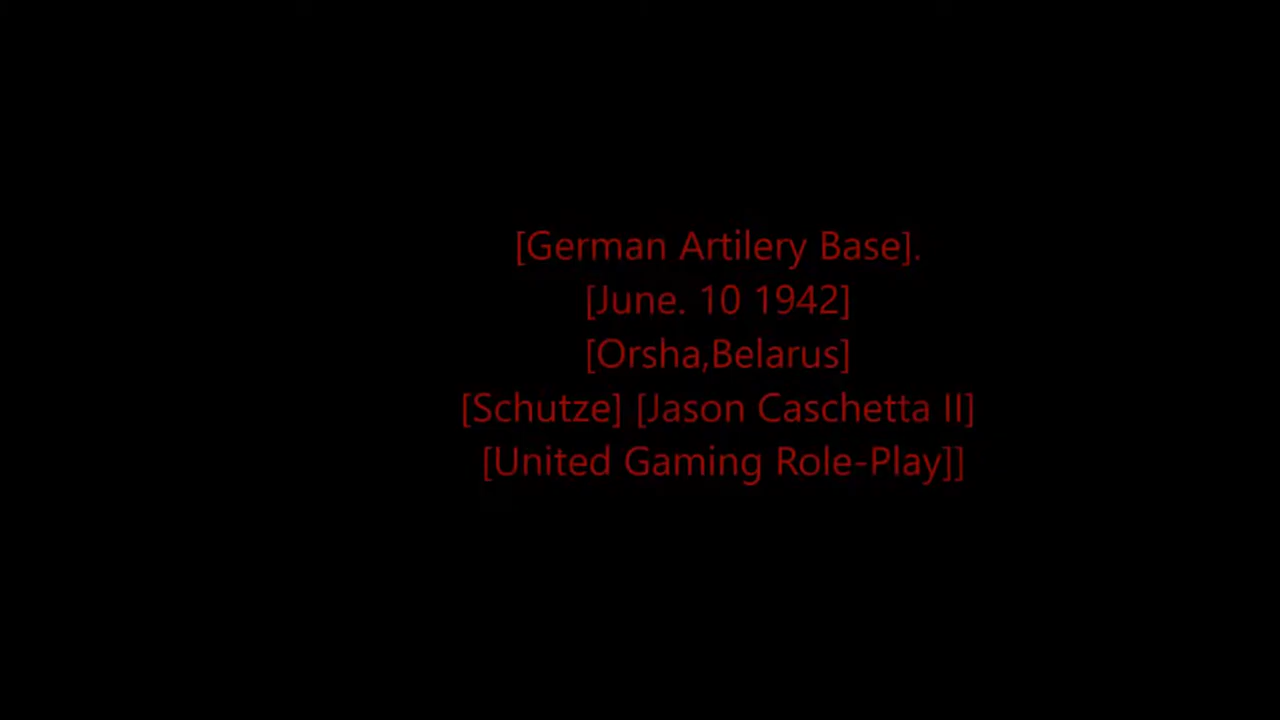 [German Artilery Base].
[June. 10 1942]
[Orsha,Belarus]
[Schutze] [Jason Caschetta II]
[United Gaming Role-Play]]